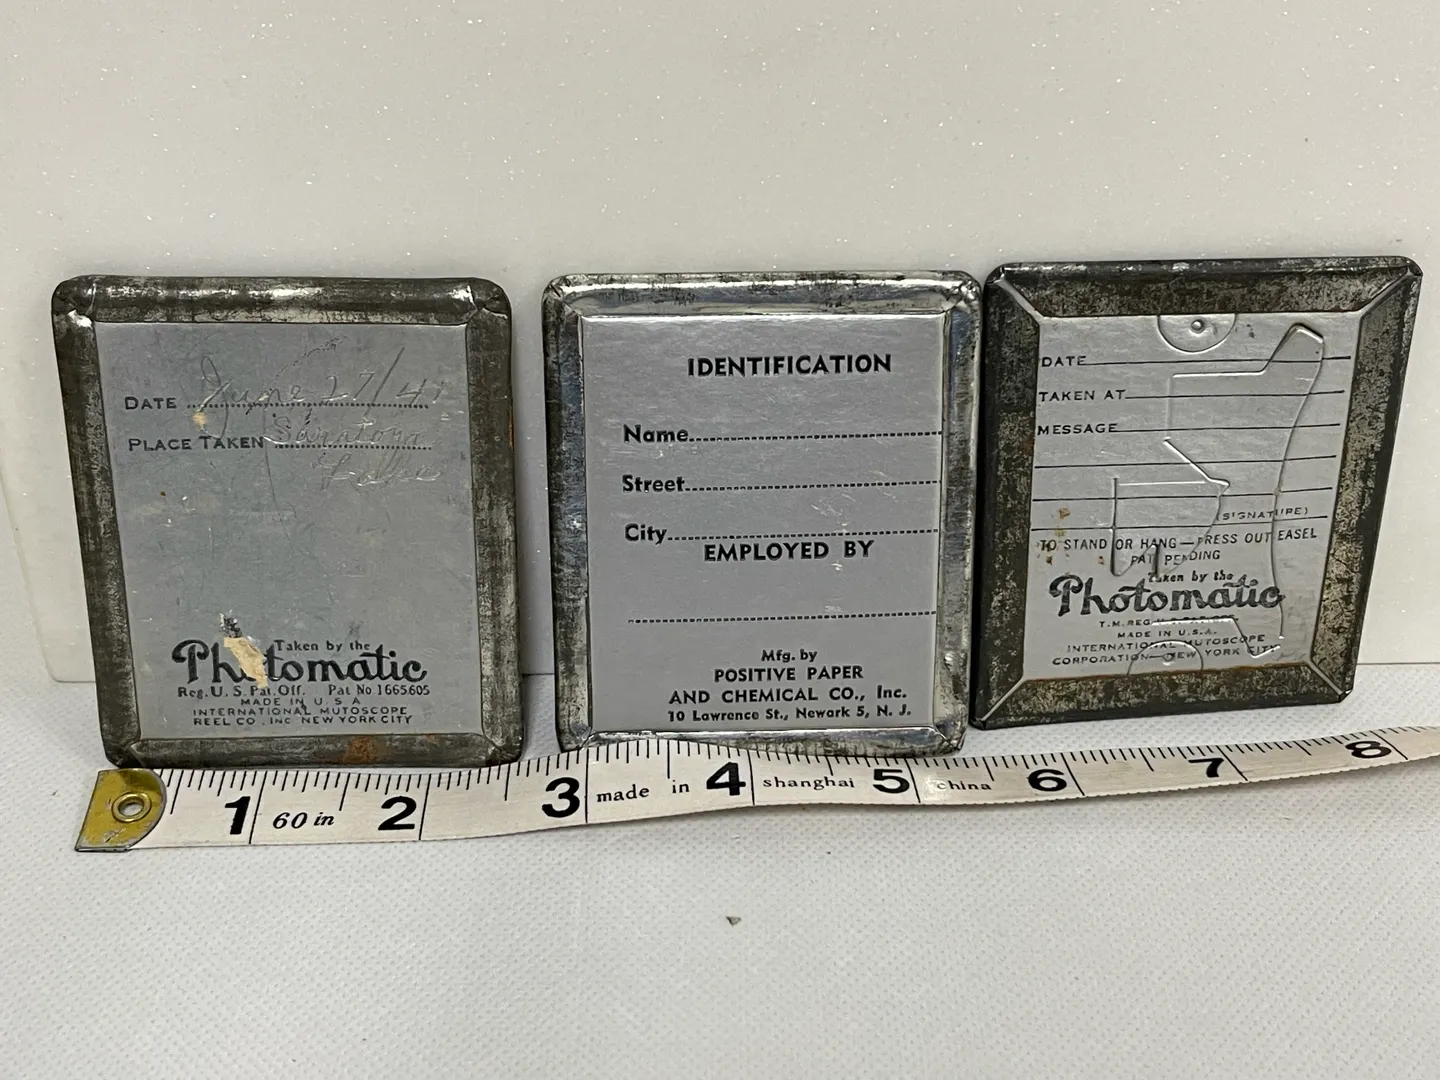 DATE June 27/41
PLACE TAKEN Saratoga
Taken by the
Photomatic
Reg. U. S. Pat. Off. Pat No. 1665605
MADE IN U. S. A
INTERNATIONAL MUTOSCOPE
REEL CO., INC NEW YORK CITY
IDENTIFICATION
Name
Street
City
EMPLOYED BY
Mfg. by
POSITIVE PAPER
AND CHEMICAL CO., Inc.
10 Lawrence St., Newark 5, N. J.
DATE
TAKEN AT
MESSAGE
(SIGNATURE)
TO STAND OR HANG—PRESS OUT EASEL
PAT. PENDING
Taken by the
Photomatic
MADE IN U.S.A.
INTERNATIONAL MUTOSCOPE
CORPORATION—NEW YORK CITY
1 60 in 2 3 made in 4 shanghai 5 china 6 7 8